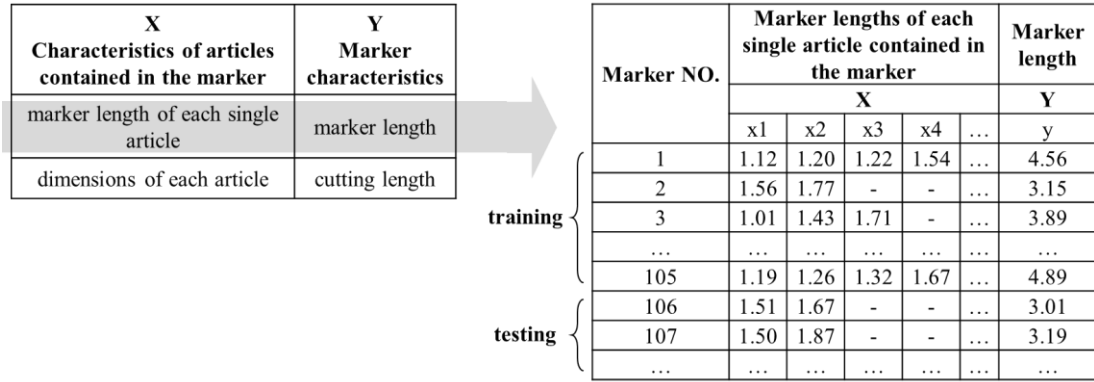 X
Characteristics of articles
contained in the marker
Y
Marker
characteristics
marker length of each single
article
marker length
dimensions of each article
cutting length
Marker NO.
Marker lengths of each
single article contained in
the marker
Marker
length
X
Y
x1 x2 x3 x4 … y
training
1 1.12 1.20 1.22 1.54 … 4.56
2 1.56 1.77 - - … 3.15
3 1.01 1.43 1.71 - … 3.89
… … … … … … …
105 1.19 1.26 1.32 1.67 … 4.89
testing
106 1.51 1.67 - - … 3.01
107 1.50 1.87 - - … 3.19
… … … … … … …